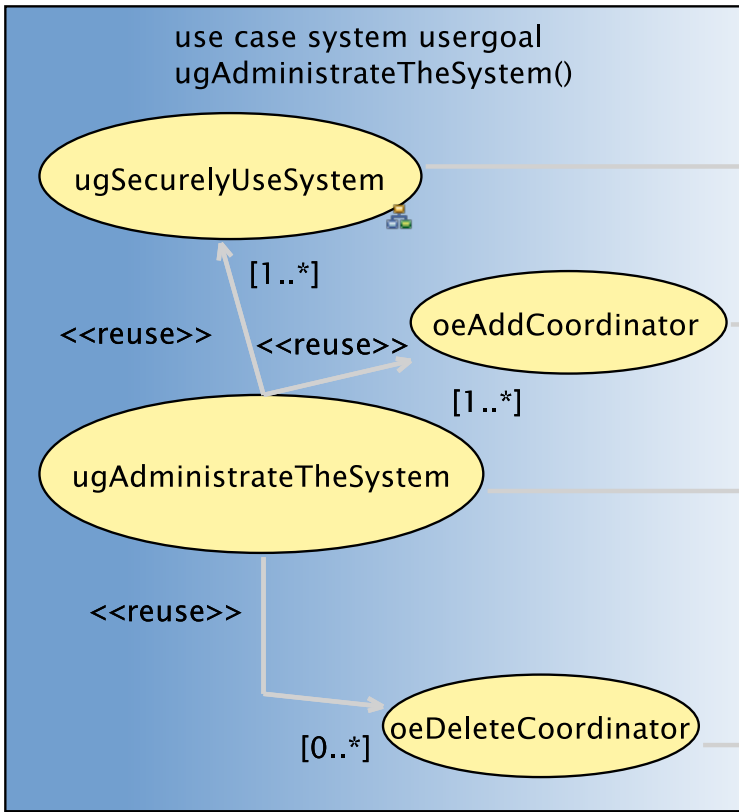 use case system usergoal
ugAdministrateTheSystem()
ugSecurelyUseSystem
[1..*]
<<reuse>>
<<reuse>>
oeAddCoordinator
[1..*]
ugAdministrateTheSystem
<<reuse>>
oeDeleteCoordinator
[0..*]